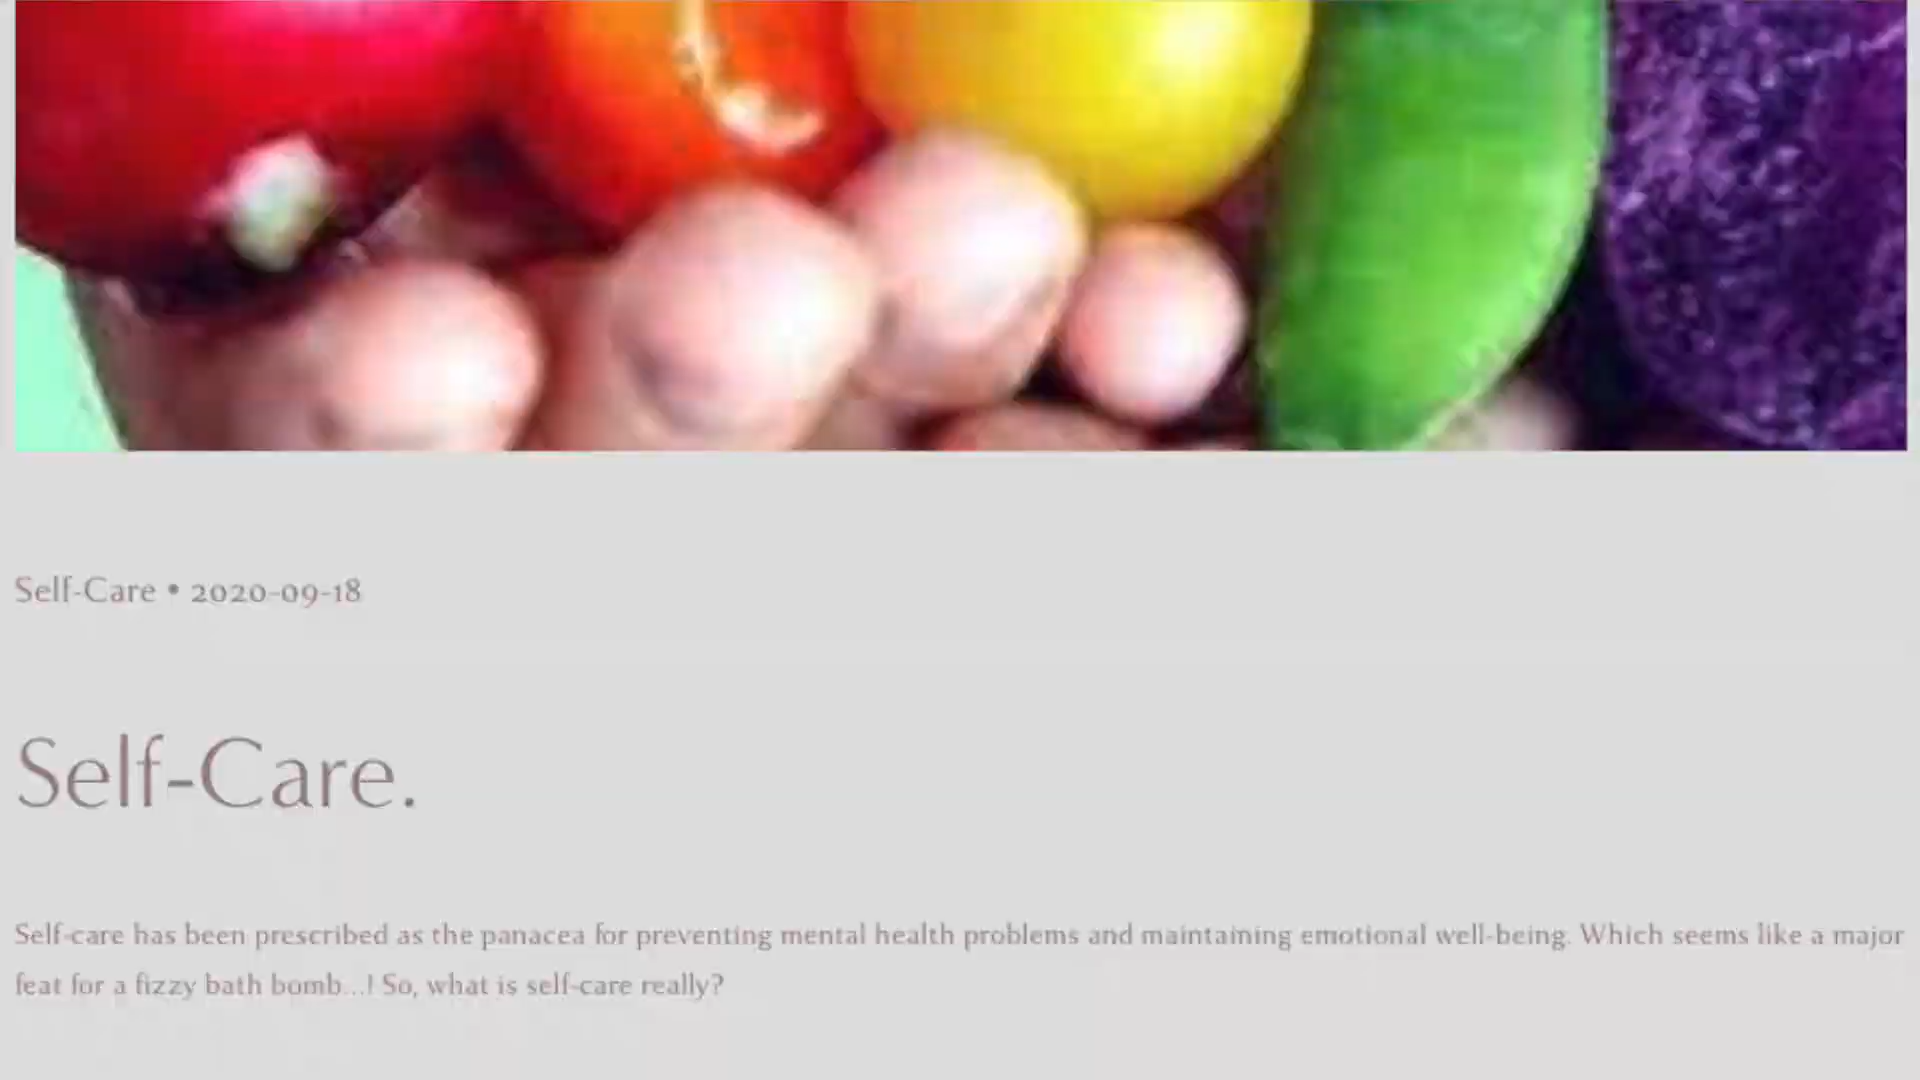 Self-Care • 2020-09-18
Self-Care.
Self-care has been prescribed as the panacea for preventing mental health problems and maintaining emotional well-being. Which seems like a major
feat for a fizzy bath bomb...! So, what is self-care really?